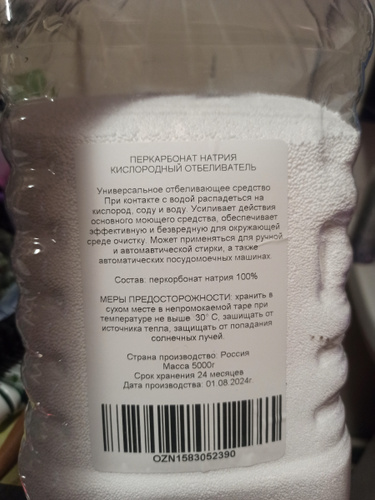 ПЕРКАРБОНАТ НАТРИЯ
КИСЛОРОДНЫЙ ОТБЕЛИВАТЕЛЬ
Универсальное отбеливающее средство
При контакте с водой распадеться на
кислород, соду и воду. Усиливает действия
основного моющего средства, обеспечивает
эффективную и безвредную для окружающей
среде очистку. Может применяться для ручной
и автомавтической стирки, а также
автоматических посудомоечных машинах
Состав: перкорбонат натрия 100%
МЕРЫ ПРЕДОСТОРОЖНОСТИ: хранить в
сухом месте в непромокаемой таре при
температуре не выше 30°С, зашищать от
источника тепла, защищать от попадания
солнечных лучей.
Страна производство: Россия
Масса 5000г
Срок хранения 24 месяцев
Дата производства: 01.08.2024г.
OZN1583052390